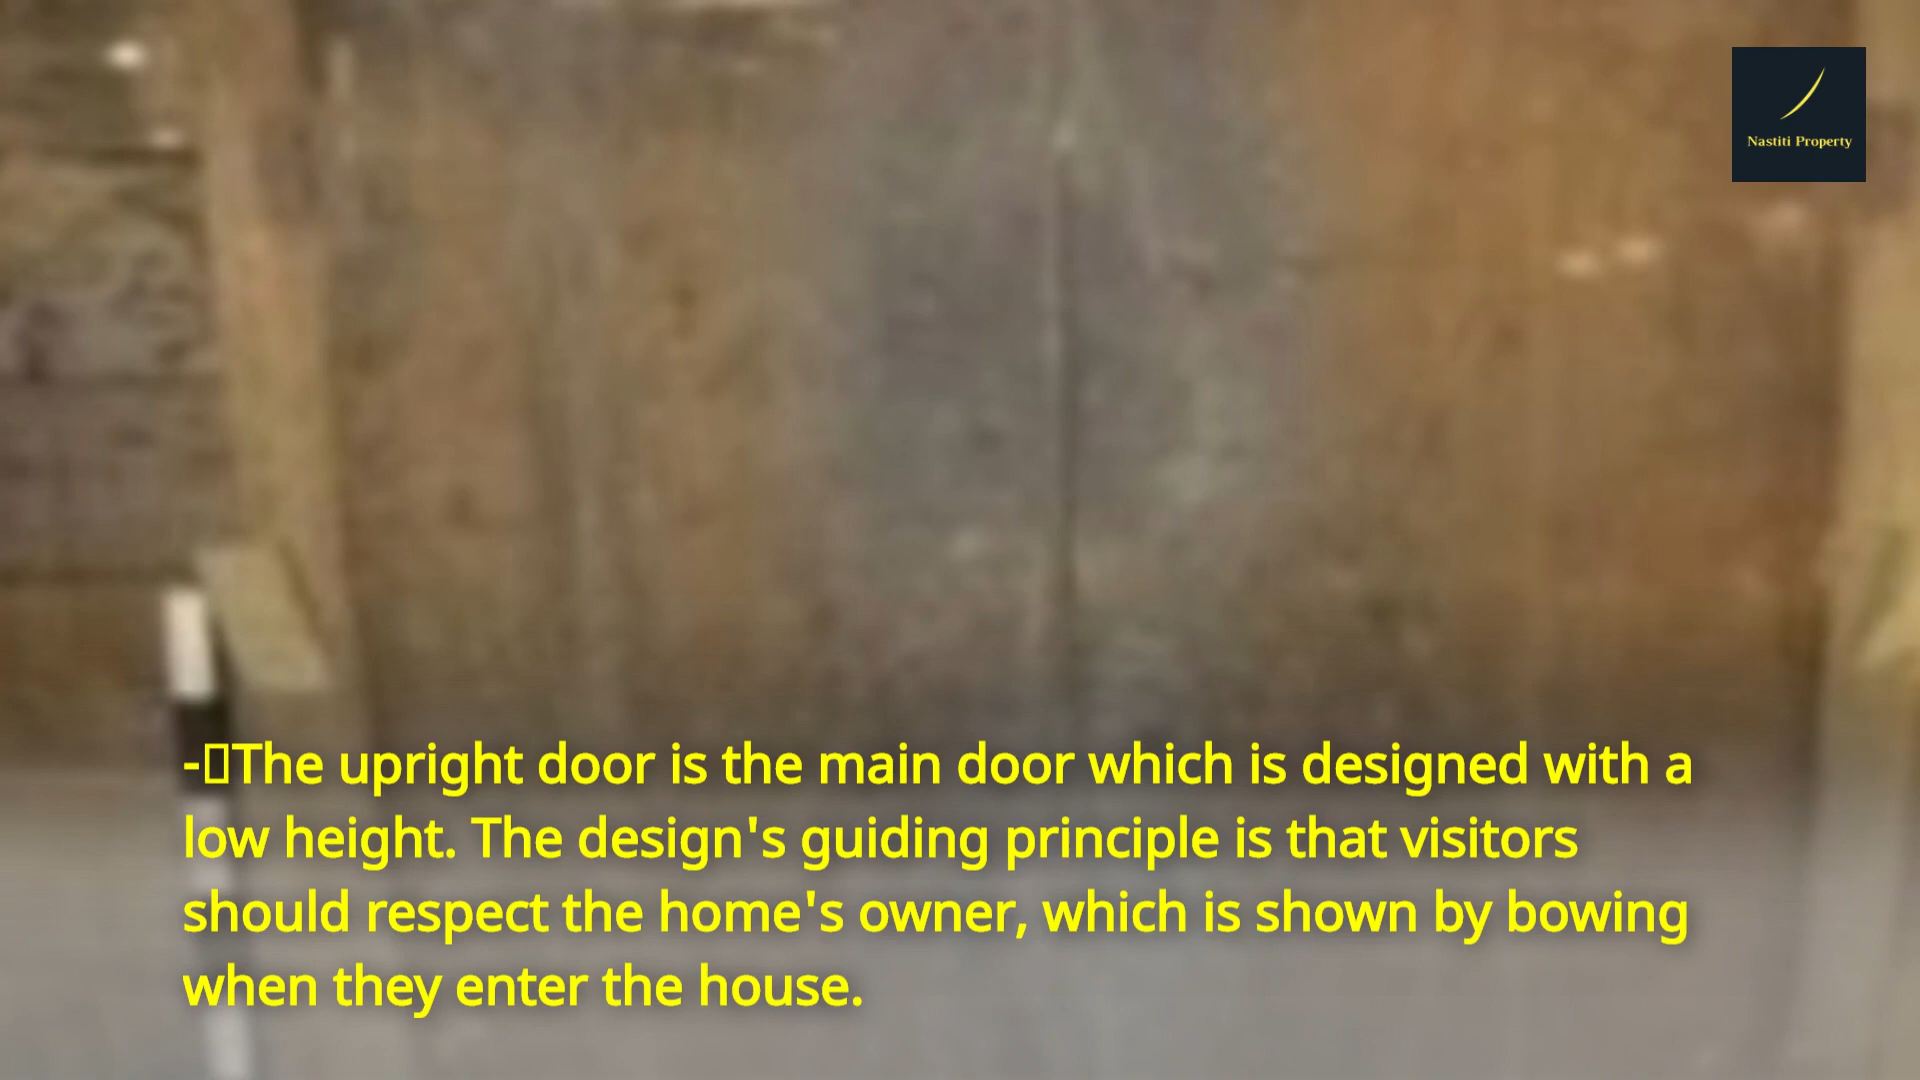 Nastiti Property
-▯The upright door is the main door which is designed with a
low height. The design's guiding principle is that visitors
should respect the home's owner, which is shown by bowing
when they enter the house.